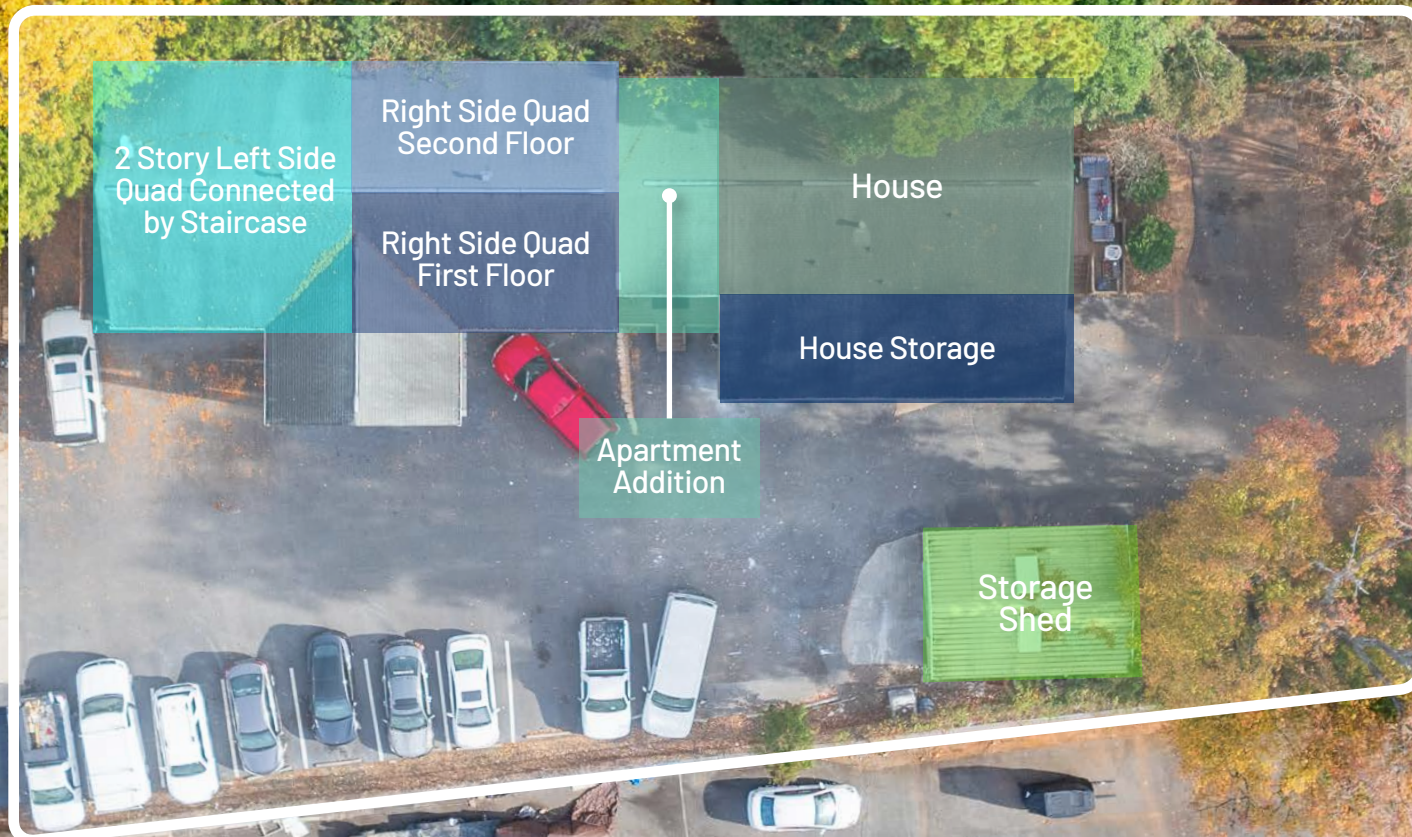 2 Story Left Side
Quad Connected
by Staircase
Right Side Quad
Second Floor
Right Side Quad
First Floor
House
House Storage
Apartment
Addition
Storage
Shed